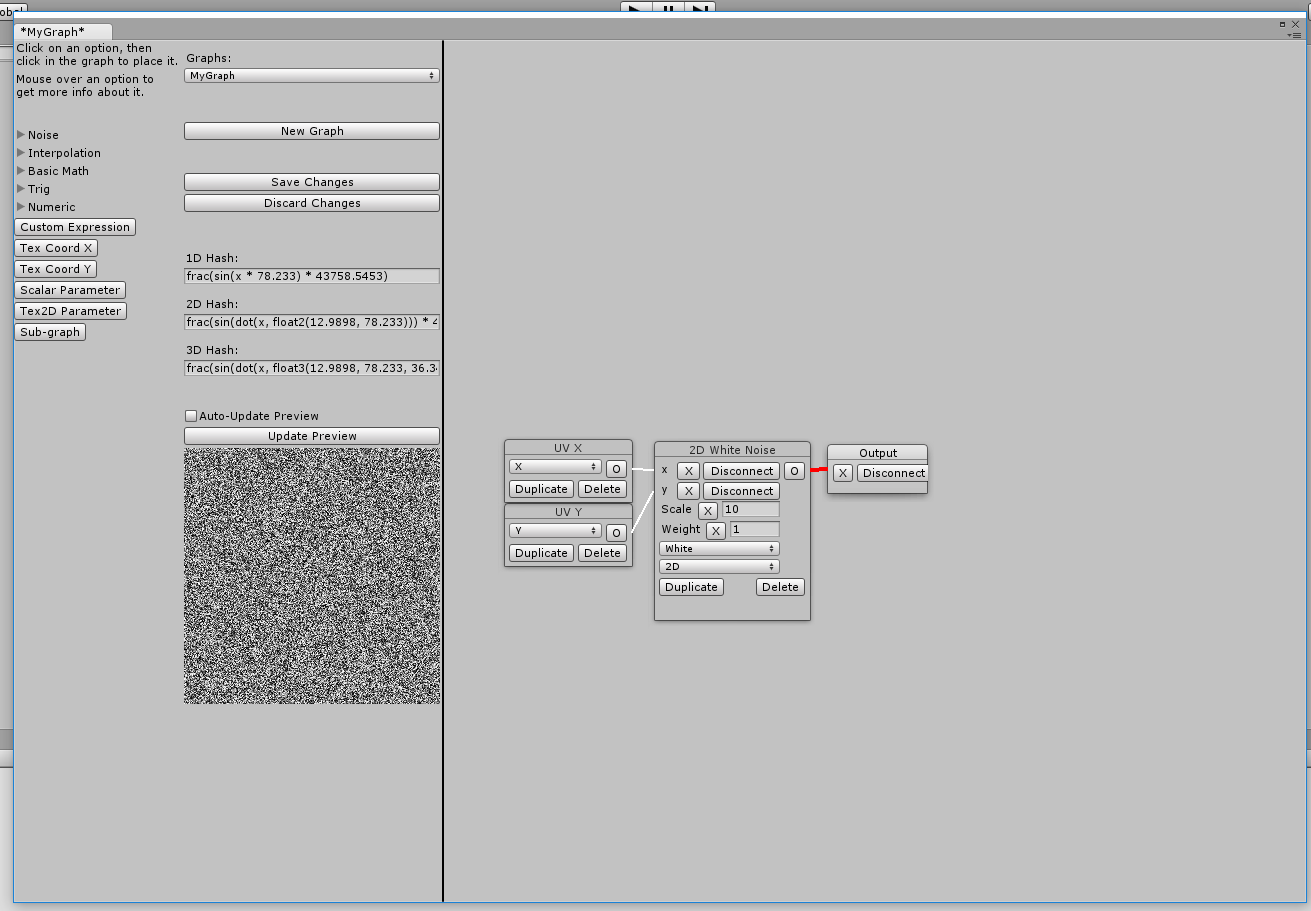 obal
*MyGraph*
Click on an option, then
click in the graph to place it.
Mouse over an option to
get more info about it.
Noise
Interpolation
Basic Math
Trig
Numeric
Custom Expression
Tex Coord X
Tex Coord Y
Scalar Parameter
Tex2D Parameter
Sub-graph
Graphs:
MyGraph
New Graph
Save Changes
Discard Changes
1D Hash:
frac(sin(x * 78.233) * 43758.5453)
2D Hash:
frac(sin(dot(x, float2(12.9898, 78.233))) * 4
3D Hash:
frac(sin(dot(x, float3(12.9898, 78.233, 36.3
Auto-Update Preview
Update Preview
UV X
X O
Duplicate Delete
UV Y
Y O
Duplicate Delete
2D White Noise
x X Disconnect O
y X Disconnect
Scale X 10
Weight X 1
White
2D
Duplicate Delete
Output
X Disconnect